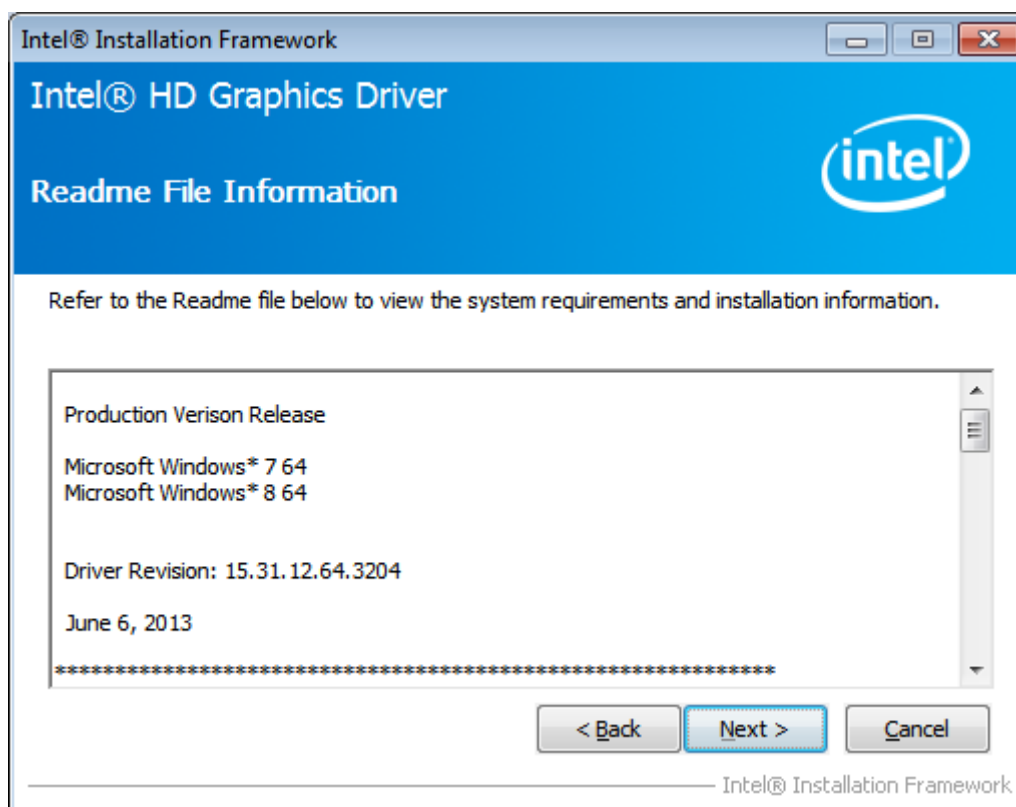 Intel® Installation Framework
Intel® HD Graphics Driver
intel®
Readme File Information
Refer to the Readme file below to view the system requirements and installation information.
Production Verison Release
Microsoft Windows* 7 64
Microsoft Windows* 8 64
Driver Revision: 15.31.12.64.3204
June 6, 2013
************************************************************
< Back
Next >
Cancel
Intel® Installation Framework